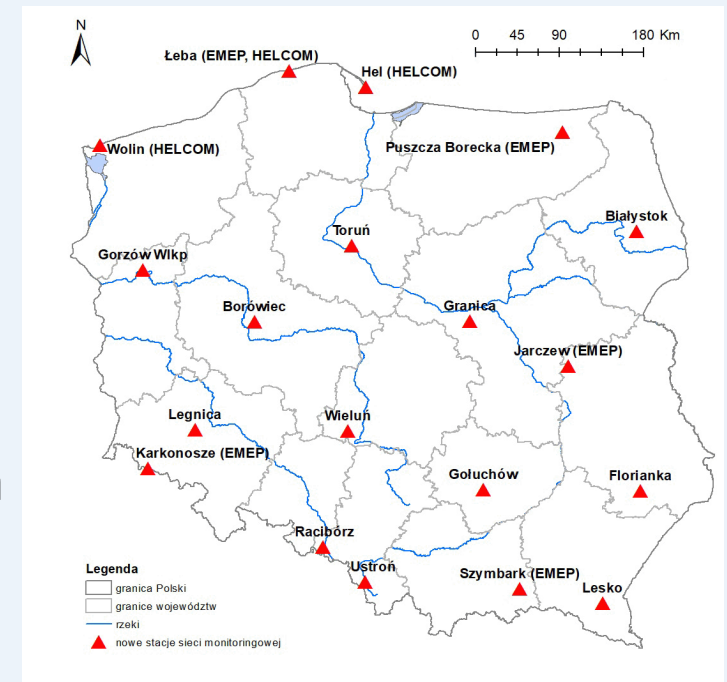 N
0 45 90 180 Km
Łeba (EMEP, HELCOM)
Hel (HELCOM)
Wolin (HELCOM)
Puszcza Borecka (EMEP)
Białystok
Toruń
Gorzów Wlkp
Borówiec
Granica
Jarczew (EMEP)
Legnica
Wieluń
Karkonosze (EMEP)
Gołuchów
Florianka
Racibórz
Ustroń
Szymbark (EMEP)
Lesko
Legenda
granica Polski
granice województw
rzeki
nowe stacje sieci monitoringowej